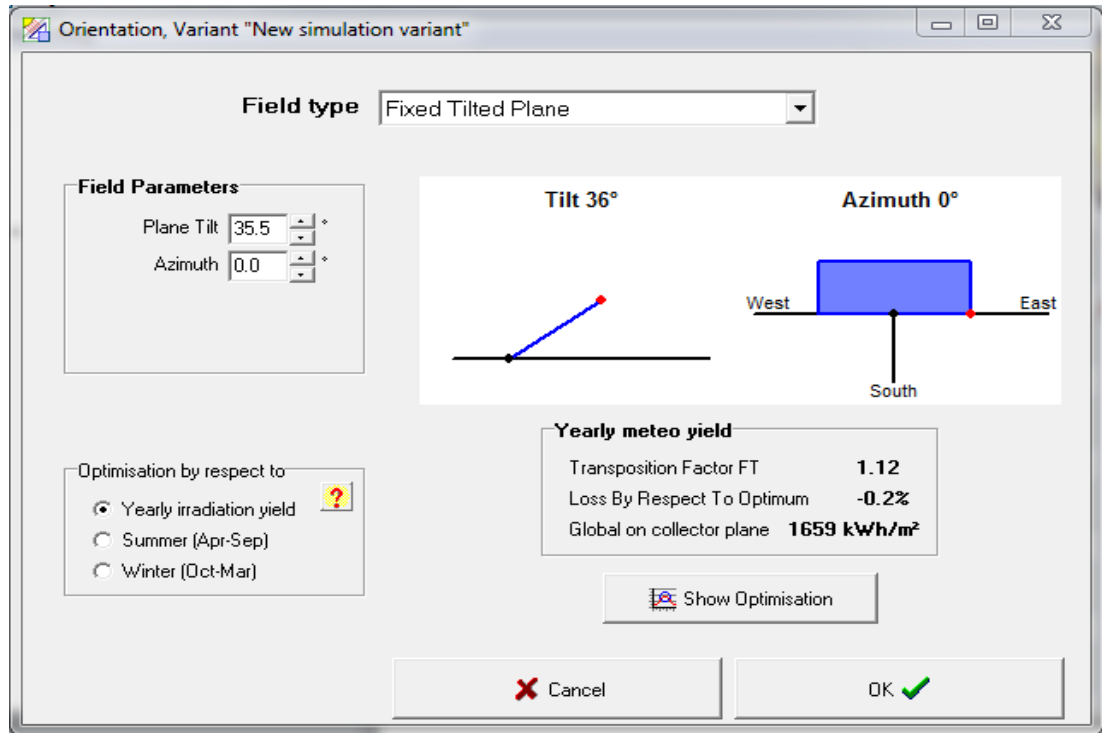 Orientation, Variant "New simulation variant"
Field type Fixed Tilted Plane
Field Parameters
Plane Tilt 35.5 °
Azimuth 0.0 °
Tilt 36° Azimuth 0°
West East
South
Optimisation by respect to
Yearly irradiation yield ?
Summer (Apr-Sep)
Winter (Oct-Mar)
Yearly meteo yield
Transposition Factor FT 1.12
Loss By Respect To Optimum -0.2%
Global on collector plane 1659 kWh/m²
Show Optimisation
Cancel OK